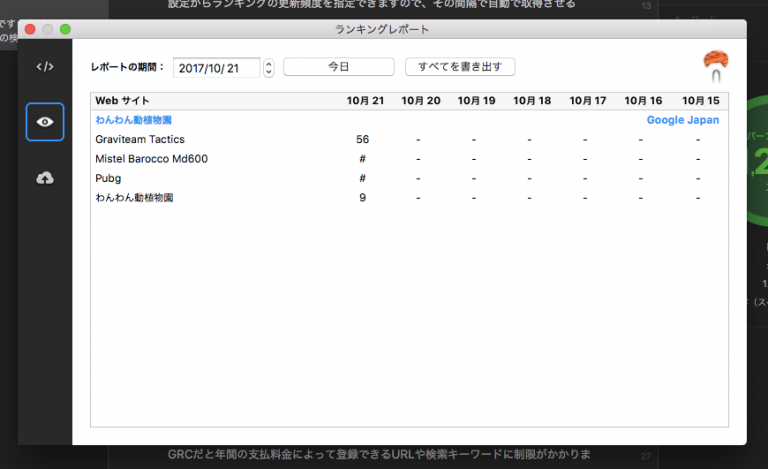 設定からランキングの更新頻度を指定できますので、その間隔で自動で取得させる
13
です
の検
ランキングレポート
</>
レポートの期間： 2017/10/21 今日 すべてを書き出す
Web サイト 10月 21 10月 20 10月 19 10月 18 10月 17 10月 16 10月 15
わんわん動植物園 Google Japan
Graviteam Tactics 56 - - - - - -
Mistel Barocco Md600 # - - - - - -
Pubg # - - - - - -
わんわん動植物園 9 - - - - - -
GRCだと年間の支払料金によって登録できるURLや検索キーワードに制限がかかりま
27